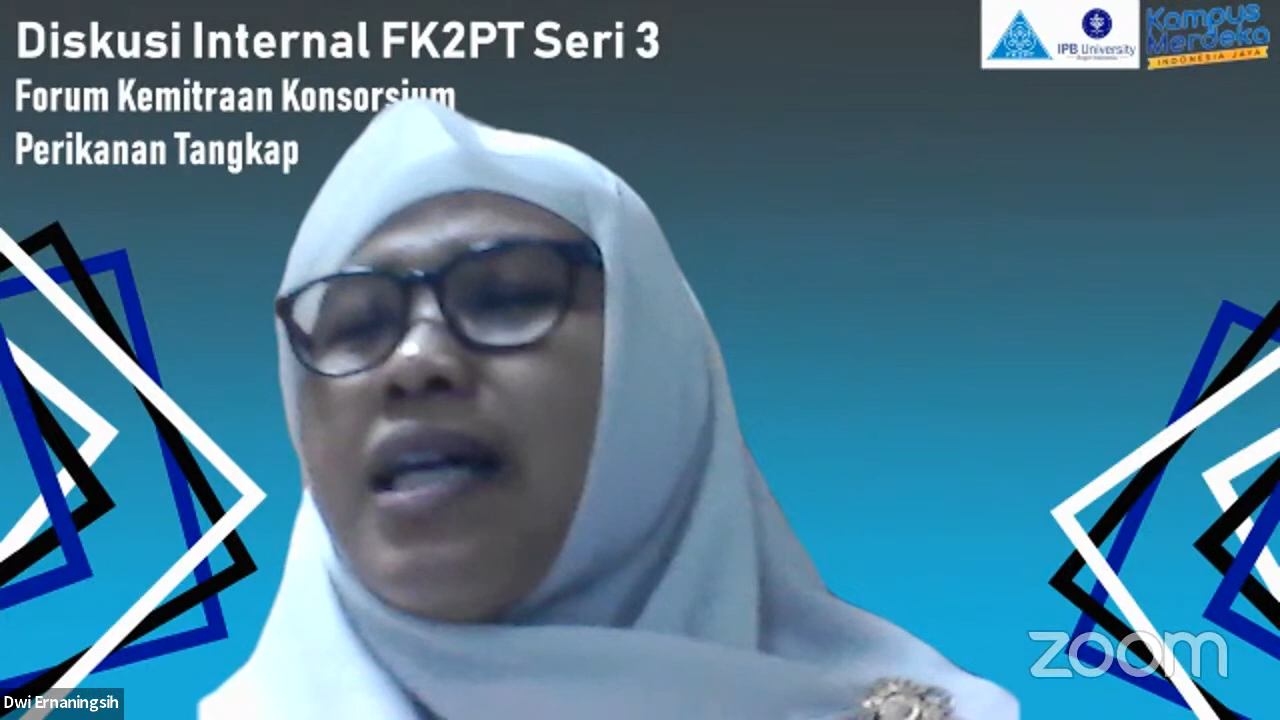 Diskusi Internal FK2PT Seri 3
Forum Kemitraan Konsorsium
Perikanan Tangkap
IPB University
Kampus
Merdeka
INDONESIA JAYA
zoom
Dwi Ernaningsih